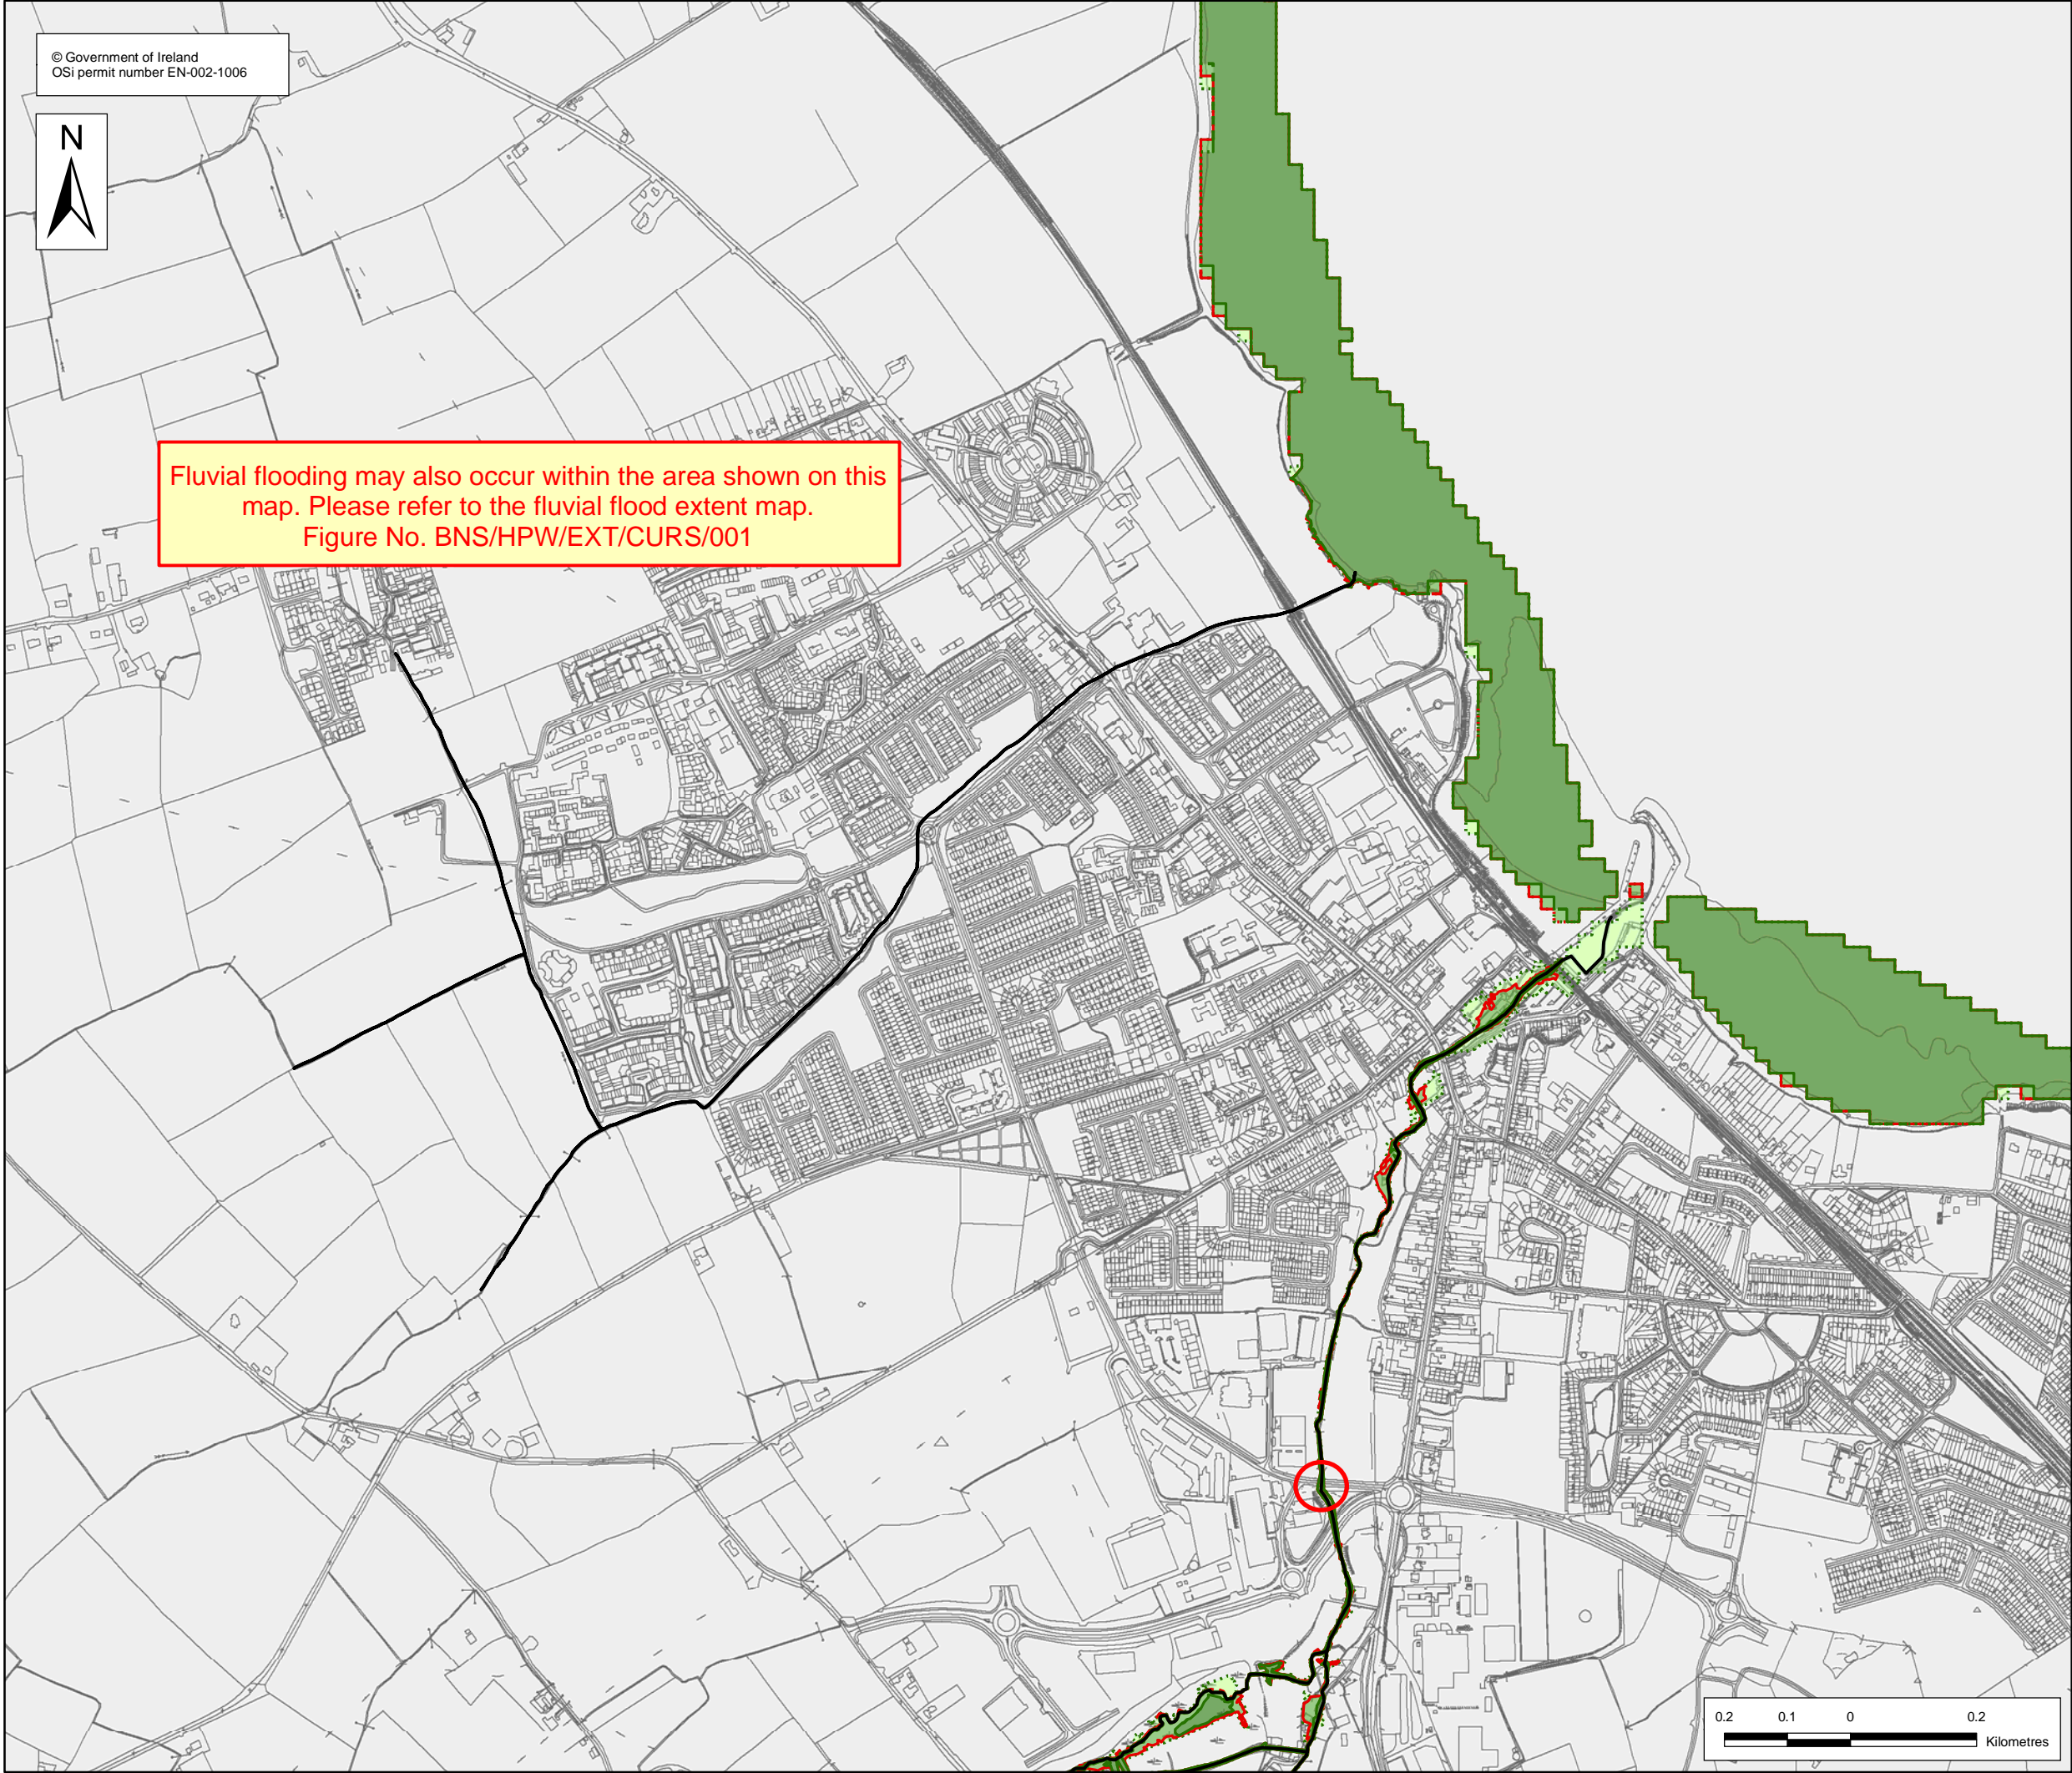 © Government of Ireland
OSi permit number EN-002-1006
N
Fluvial flooding may also occur within the area shown on this
map. Please refer to the fluvial flood extent map.
Figure No. BNS/HPW/EXT/CURS/001
0.2 0.1 0 0.2
Kilometres